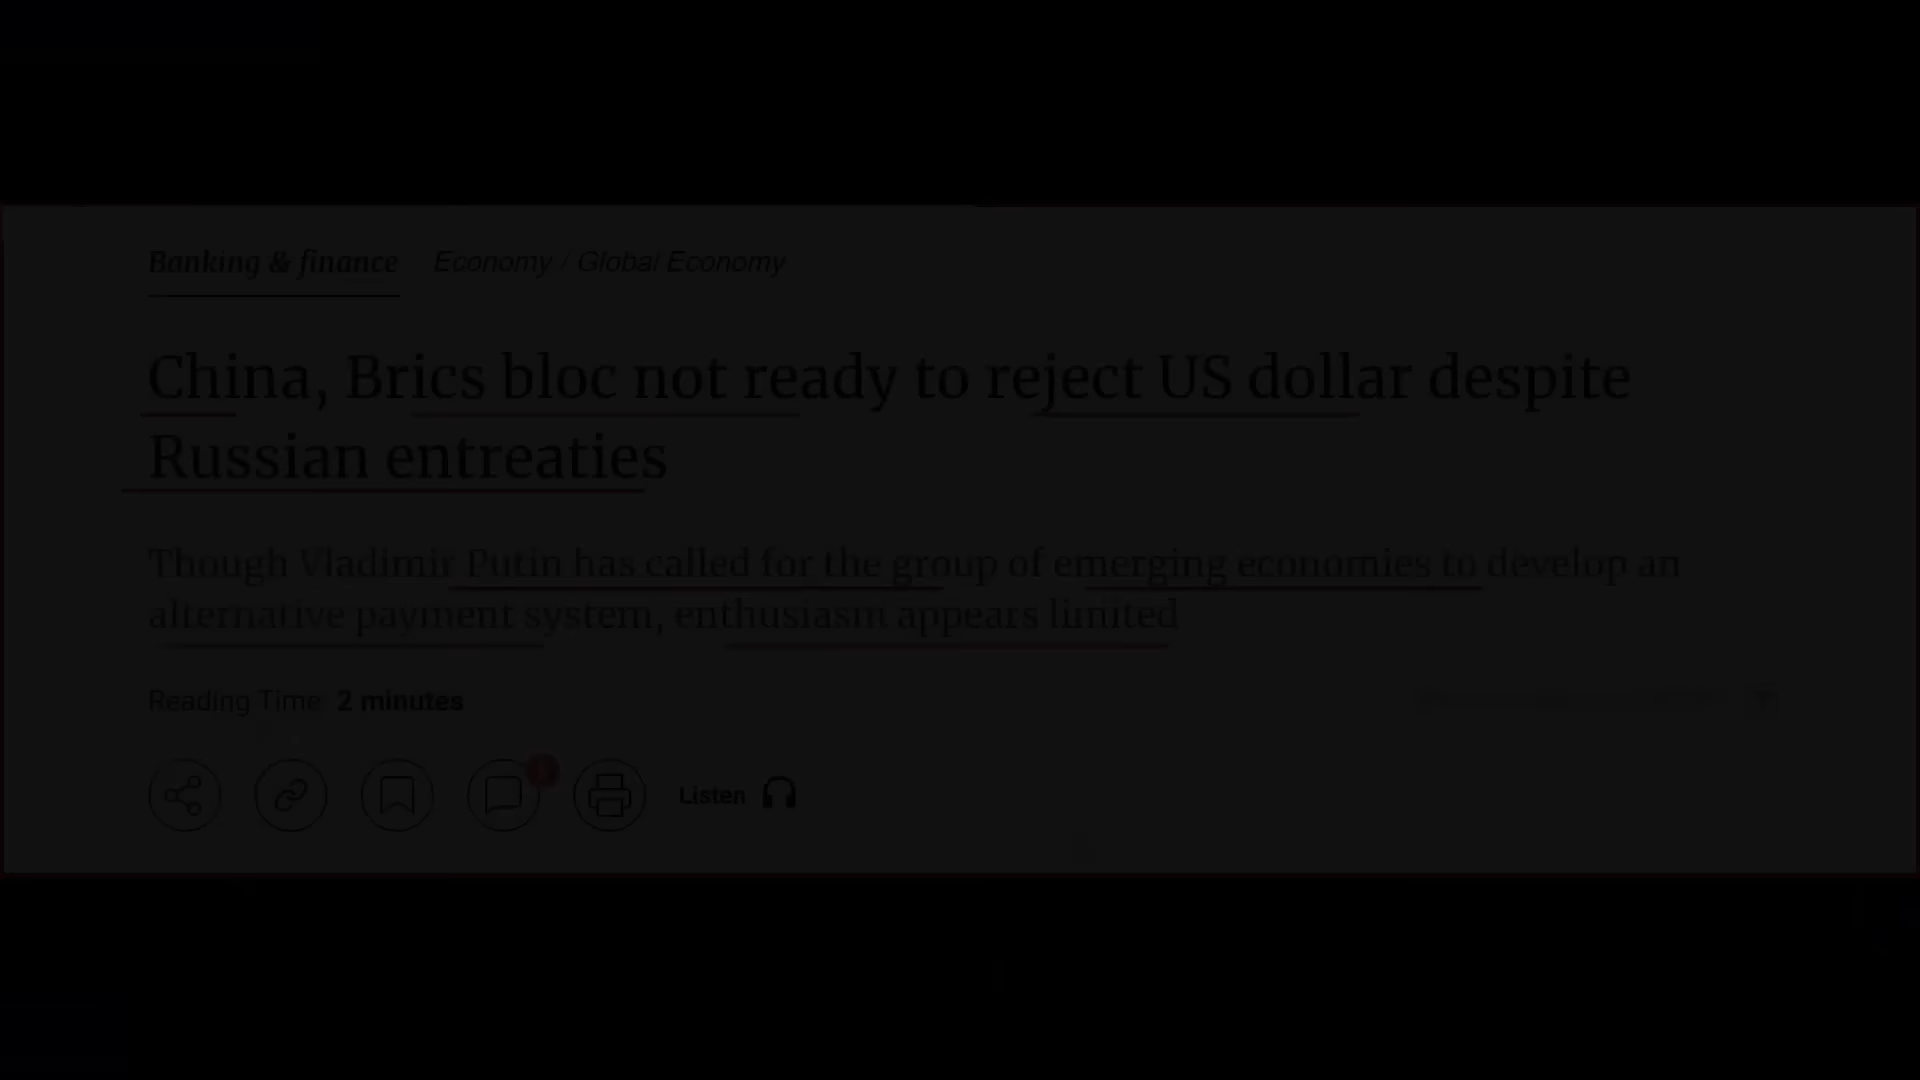 Banking & finance Economy / Global Economy
China, Brics bloc not ready to reject US dollar despite
Russian entreaties
Though Vladimir Putin has called for the group of emerging economies to develop an
alternative payment system, enthusiasm appears limited
Reading Time: 2 minutes
Listen